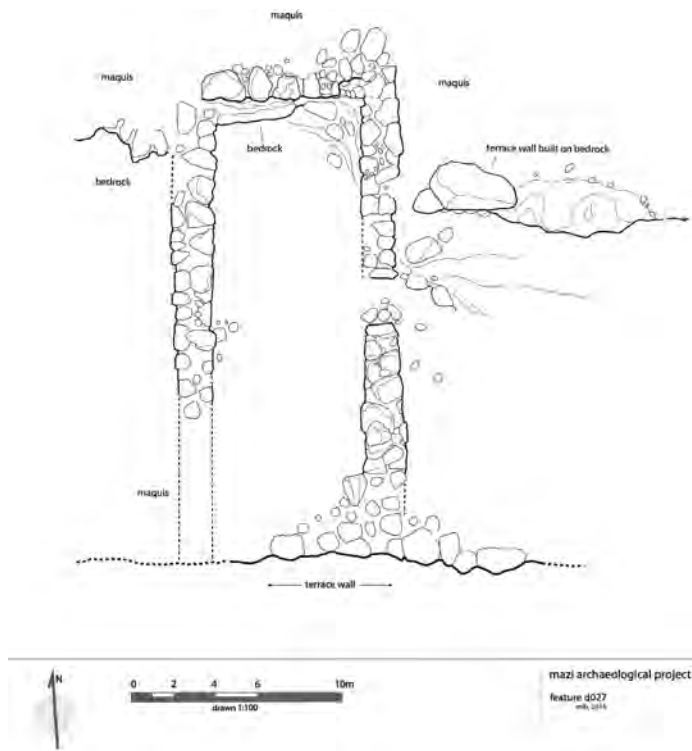 maquis
maquis
maquis
bedrock
terrace wall built on bedrock
bedrock
maquis
terrace wall
N
0 2 4 6 10m
drawn 1:100
mazi archaeological project
feature d027